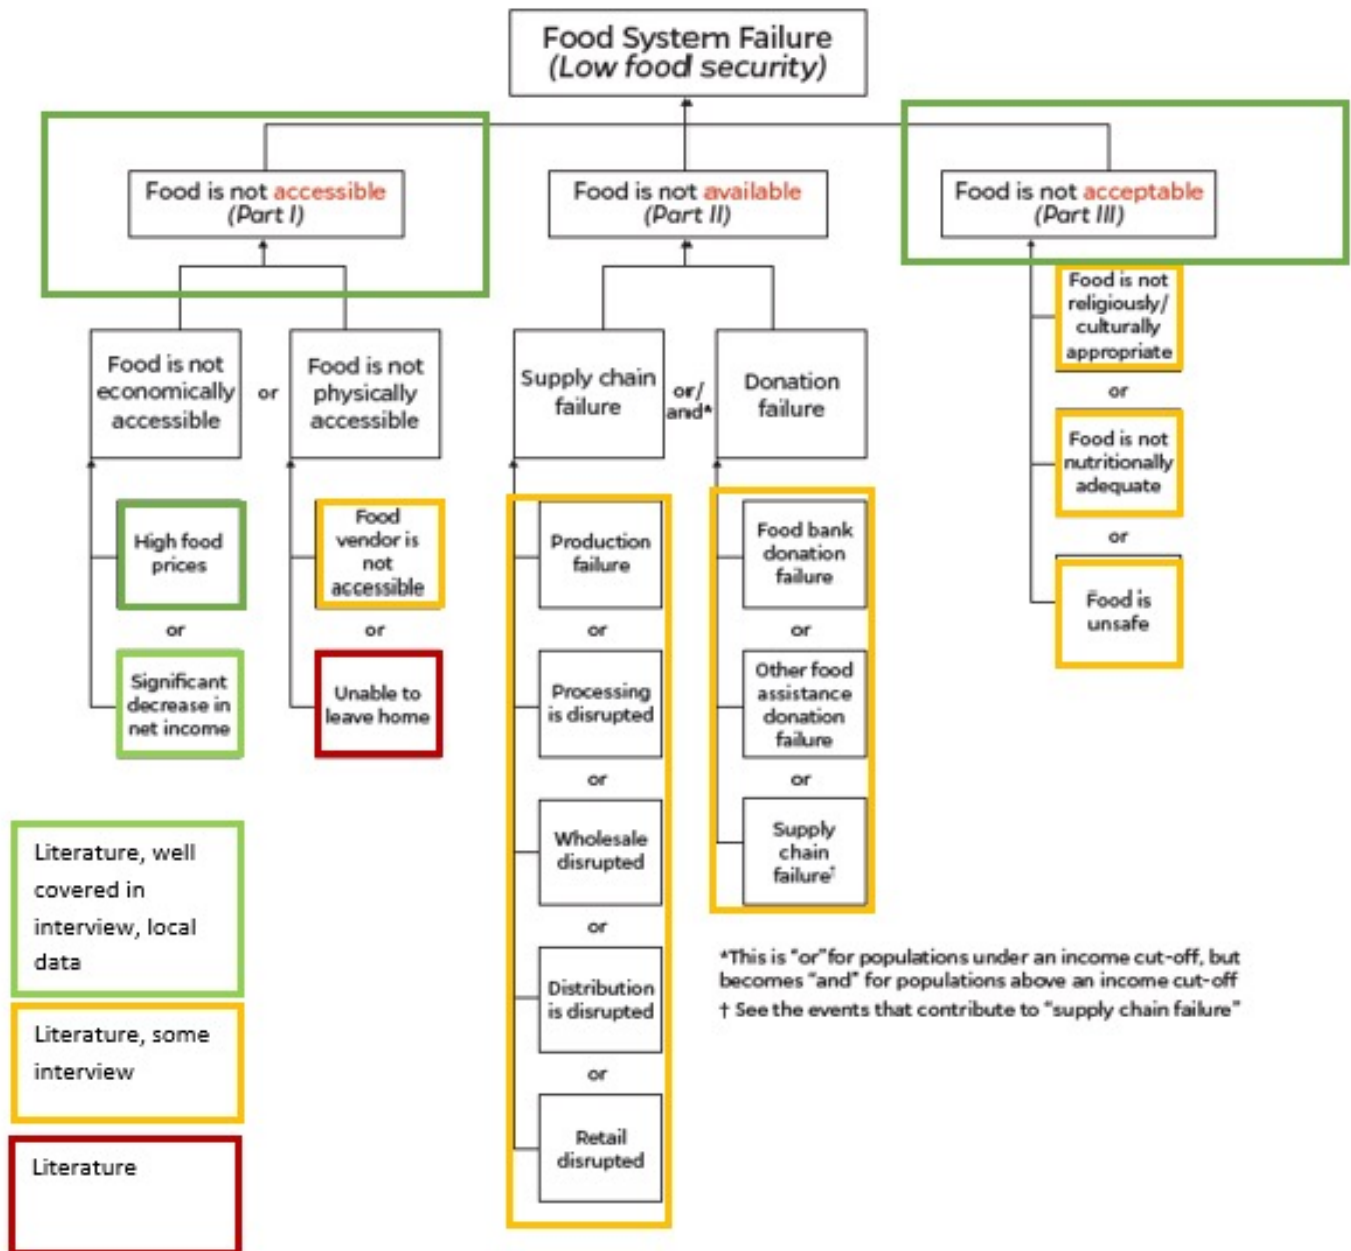 Food System Failure
(Low food security)
Food is not accessible
(Part I)
Food is not available
(Part II)
Food is not acceptable
(Part III)
Food is not
economically
accessible
or
Food is not
physically
accessible
High food
prices
or
Significant
decrease in
net income
Food
vendor is
not
accessible
or
Unable to
leave home
Supply chain
failure
or/
and*
Donation
failure
Production
failure
or
Processing
is disrupted
or
Wholesale
disrupted
or
Distribution
is disrupted
or
Retail
disrupted
Food bank
donation
failure
or
Other food
assistance
donation
failure
or
Supply
chain
failure†
Food is not
religiously/
culturally
appropriate
or
Food is not
nutritionally
adequate
or
Food is
unsafe
*This is "or"for populations under an income cut-off, but
becomes "and" for populations above an income cut-off
† See the events that contribute to "supply chain failure"
Literature, well
covered in
interview, local
data
Literature, some
interview
Literature